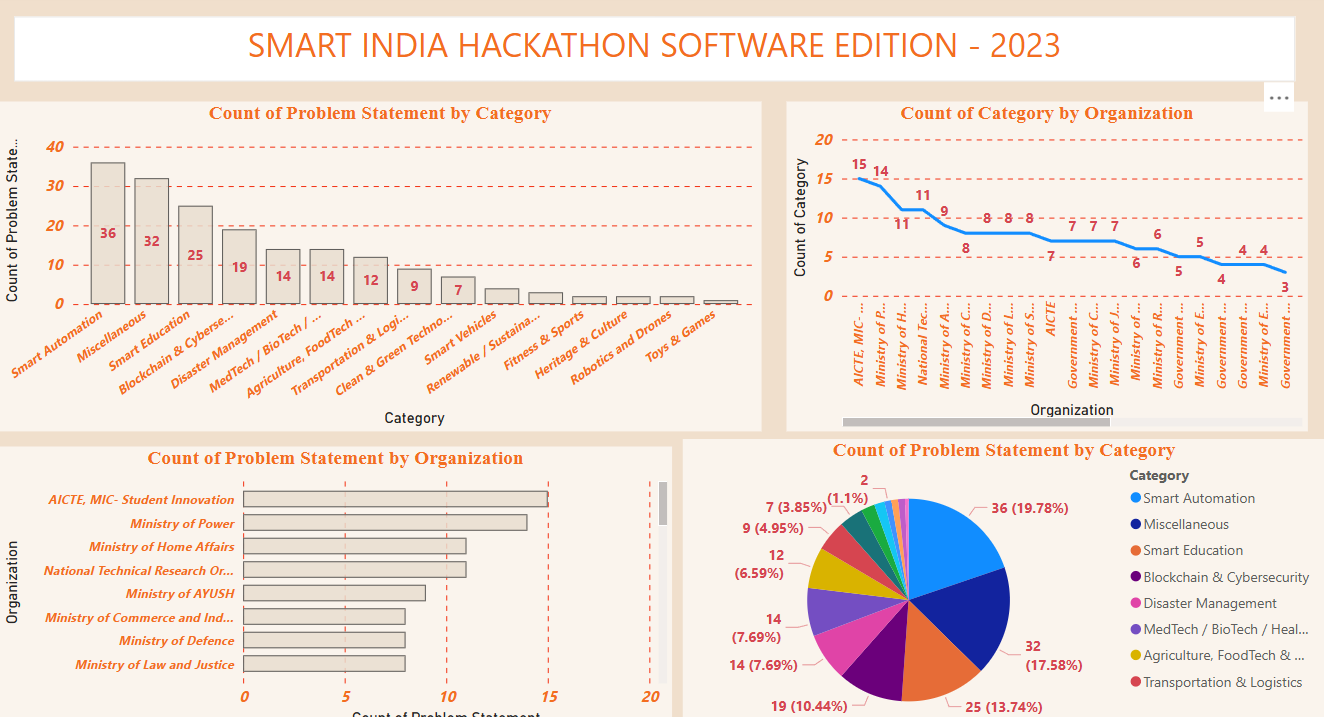 SMART INDIA HACKATHON SOFTWARE EDITION - 2023
Count of Problem Statement by Category
Count of Problem State...
40
30
20
10
0
36
32
25
19
14
14
12
9
7
Smart Automation
Miscellaneous
Smart Education
Blockchain & Cyberse...
Disaster Management
MedTech / BioTech / ...
Agriculture, FoodTech ...
Transportation & Logi...
Clean & Green Techno...
Smart Vehicles
Renewable / Sustaina...
Fitness & Sports
Heritage & Culture
Robotics and Drones
Toys & Games
Category
Count of Category by Organization
Count of Category
20
15
10
5
0
15
14
11
11
9
8
8
8
8
7
7
7
7
6
6
5
5
4
4
4
3
AICTE, MIC- ...
Ministry of P...
Ministry of H...
National Tec...
Ministry of A...
Ministry of C...
Ministry of D...
Ministry of L...
Ministry of S...
AICTE
Government ...
Ministry of C...
Ministry of J...
Ministry of ...
Ministry of R...
Government ...
Ministry of E...
Government ...
Government ...
Ministry of E...
Government ...
Organization
Count of Problem Statement by Organization
Organization
AICTE, MIC- Student Innovation
Ministry of Power
Ministry of Home Affairs
National Technical Research Or...
Ministry of AYUSH
Ministry of Commerce and Ind...
Ministry of Defence
Ministry of Law and Justice
0 5 10 15 20
Count of Problem Statement
Count of Problem Statement by Category
2
(1.1%)
7 (3.85%)
9 (4.95%)
12
(6.59%)
14
(7.69%)
14 (7.69%)
19 (10.44%)
36 (19.78%)
32
(17.58%)
25 (13.74%)
Category
Smart Automation
Miscellaneous
Smart Education
Blockchain & Cybersecurity
Disaster Management
MedTech / BioTech / Heal...
Agriculture, FoodTech & ...
Transportation & Logistics